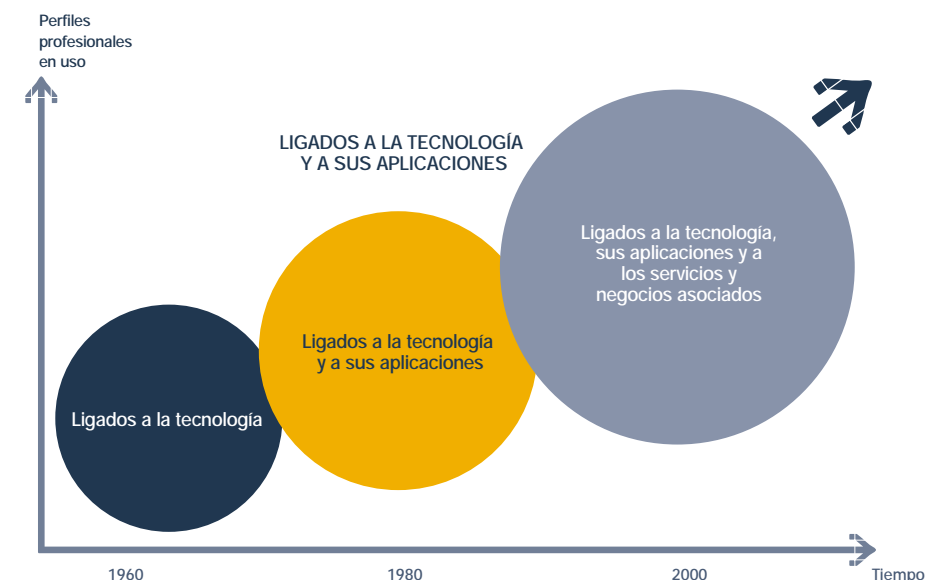 Perfiles
profesionales
en uso
LIGADOS A LA TECNOLOGÍA
Y A SUS APLICACIONES
Ligados a la tecnología,
sus aplicaciones y a
los servicios y
negocios asociados
Ligados a la tecnología
y a sus aplicaciones
Ligados a la tecnología
1960
1980
2000
Tiempo